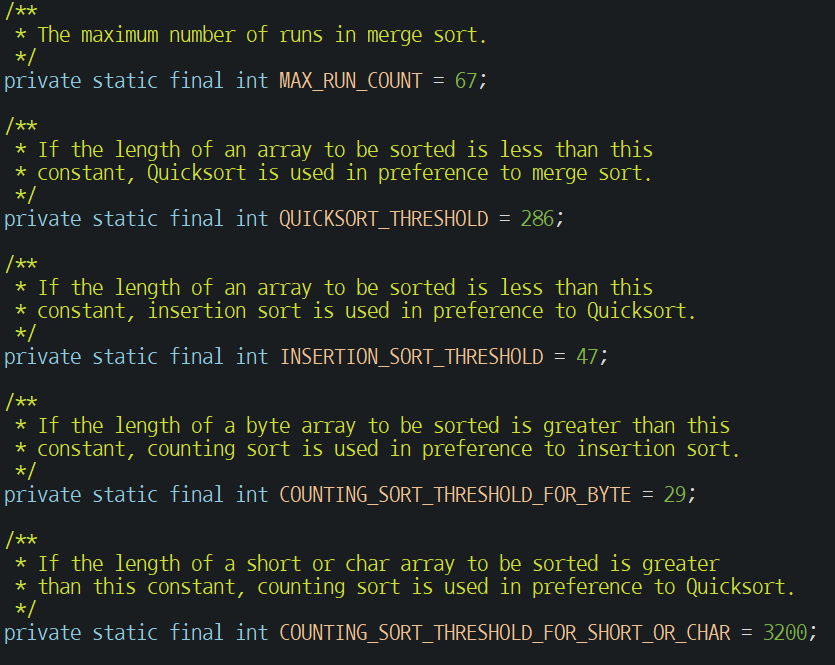 /**
 * The maximum number of runs in merge sort.
 */
private static final int MAX_RUN_COUNT = 67;

/**
 * If the length of an array to be sorted is less than this
 * constant, Quicksort is used in preference to merge sort.
 */
private static final int QUICKSORT_THRESHOLD = 286;

/**
 * If the length of an array to be sorted is less than this
 * constant, insertion sort is used in preference to Quicksort.
 */
private static final int INSERTION_SORT_THRESHOLD = 47;

/**
 * If the length of a byte array to be sorted is greater than this
 * constant, counting sort is used in preference to insertion sort.
 */
private static final int COUNTING_SORT_THRESHOLD_FOR_BYTE = 29;

/**
 * If the length of a short or char array to be sorted is greater
 * than this constant, counting sort is used in preference to Quicksort.
 */
private static final int COUNTING_SORT_THRESHOLD_FOR_SHORT_OR_CHAR = 3200;